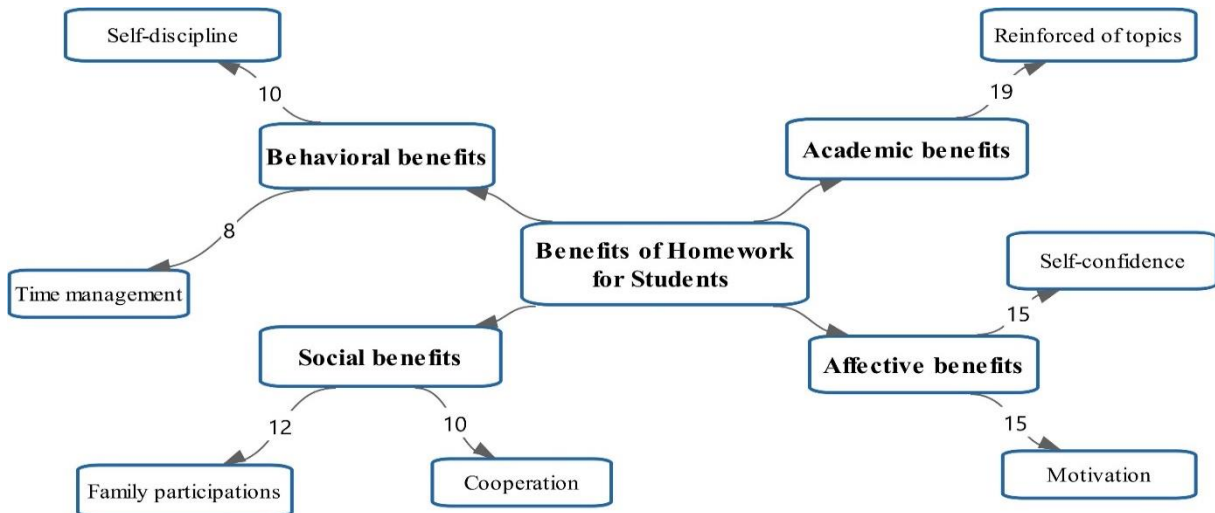 Self-discipline
Reinforced of topics
10
19
Behavioral benefits
Academic benefits
8
Benefits of Homework
for Students
Self-confidence
Time management
15
Social benefits
Affective benefits
12
10
15
Family participations
Cooperation
Motivation